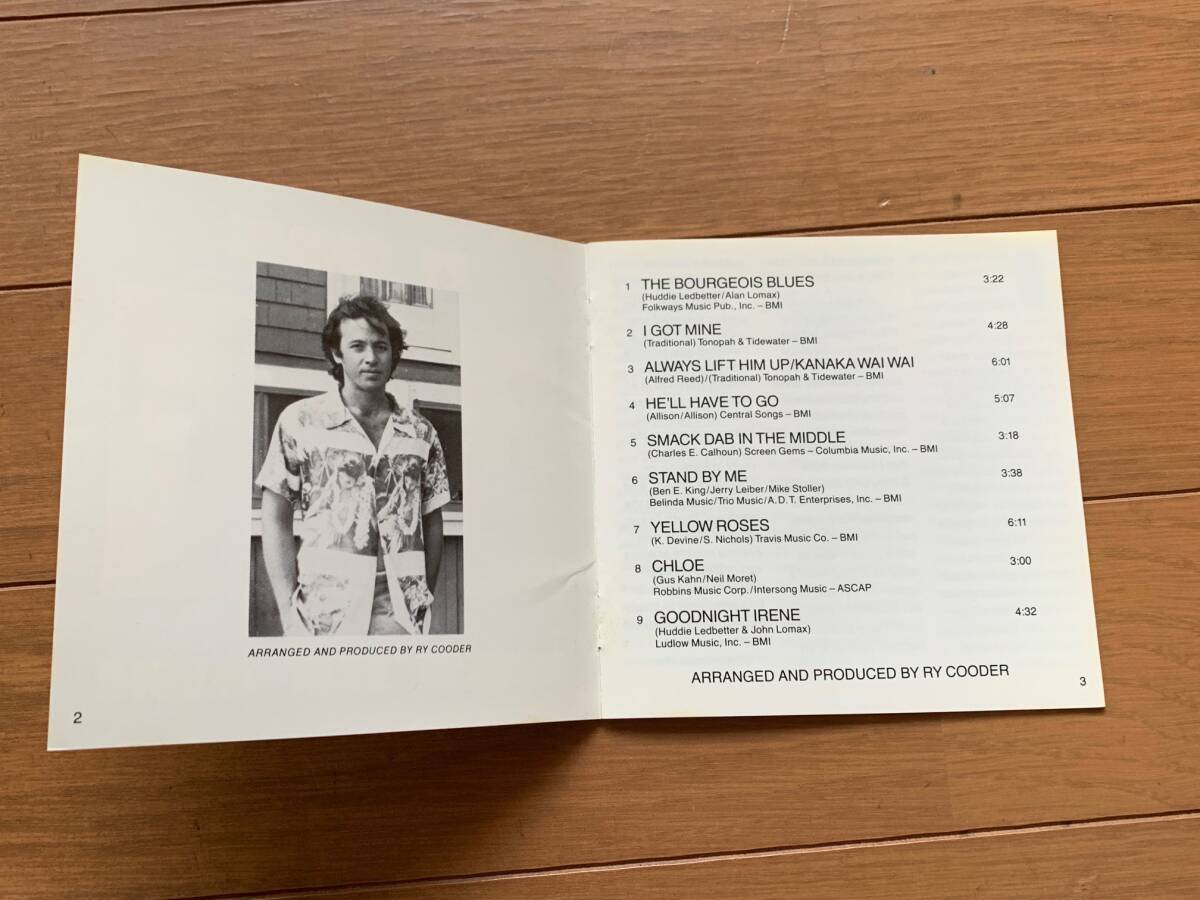 ARRANGED AND PRODUCED BY RY COODER
2
1 THE BOURGEOIS BLUES 3:22
(Huddie Ledbetter/Alan Lomax)
Folkways Music Pub., Inc. – BMI
2 I GOT MINE 4:28
(Traditional) Tonopah & Tidewater – BMI
3 ALWAYS LIFT HIM UP/KANAKA WAI WAI 6:01
(Alfred Reed)/(Traditional) Tonopah & Tidewater – BMI
4 HE'LL HAVE TO GO 5:07
(Allison/Allison) Central Songs – BMI
5 SMACK DAB IN THE MIDDLE 3:18
(Charles E. Calhoun) Screen Gems – Columbia Music, Inc. – BMI
6 STAND BY ME 3:38
(Ben E. King/Jerry Leiber/Mike Stoller)
Belinda Music/Trio Music/A.D.T. Enterprises, Inc. – BMI
7 YELLOW ROSES 6:11
(K. Devine/S. Nichols) Travis Music Co. – BMI
8 CHLOE 3:00
(Gus Kahn/Neil Moret)
Robbins Music Corp./Intersong Music – ASCAP
9 GOODNIGHT IRENE 4:32
(Huddie Ledbetter & John Lomax)
Ludlow Music, Inc. – BMI
ARRANGED AND PRODUCED BY RY COODER
3